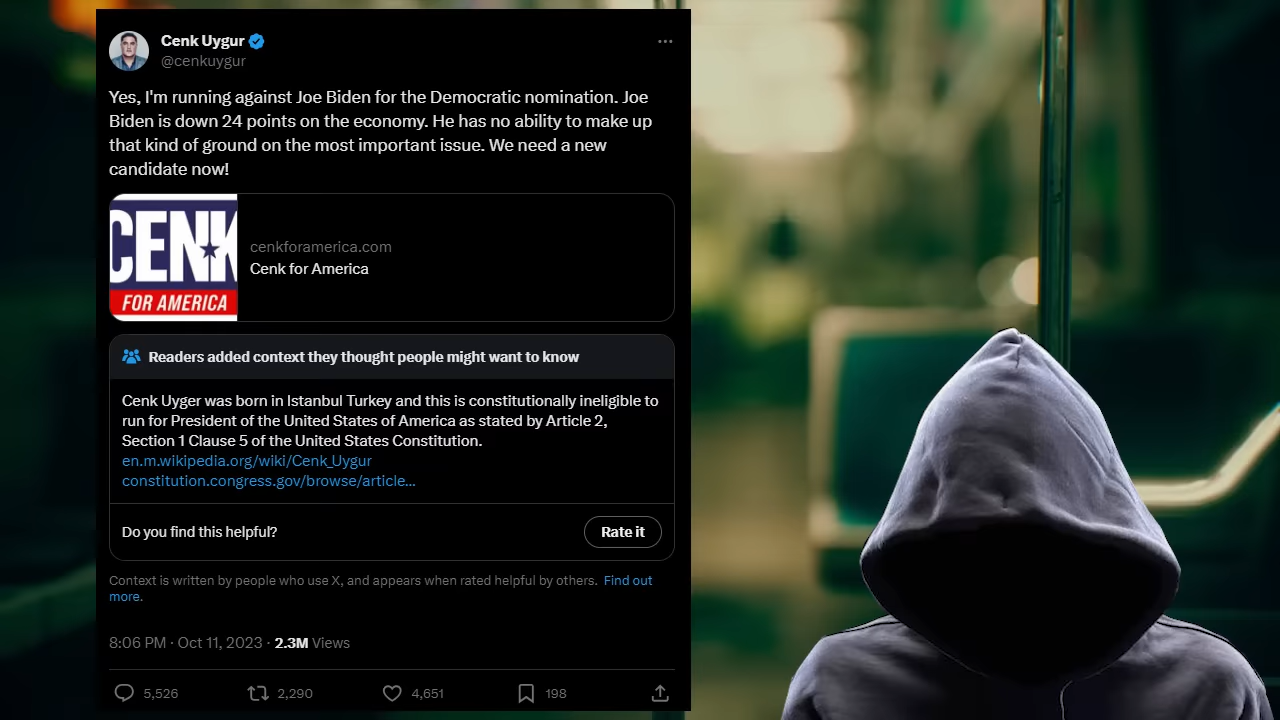 Cenk Uygur
@cenkuygur
Yes, I'm running against Joe Biden for the Democratic nomination. Joe
Biden is down 24 points on the economy. He has no ability to make up
that kind of ground on the most important issue. We need a new
candidate now!
CENK
FOR AMERICA
cenkforamerica.com
Cenk for America
Readers added context they thought people might want to know
Cenk Uyger was born in Istanbul Turkey and this is constitutionally ineligible to
run for President of the United States of America as stated by Article 2,
Section 1 Clause 5 of the United States Constitution.
en.m.wikipedia.org/wiki/Cenk_Uygur
constitution.congress.gov/browse/article…
Do you find this helpful?
Rate it
Context is written by people who use X, and appears when rated helpful by others. Find out
more.
8:06 PM · Oct 11, 2023 · 2.3M Views
5,526 2,290 4,651 198